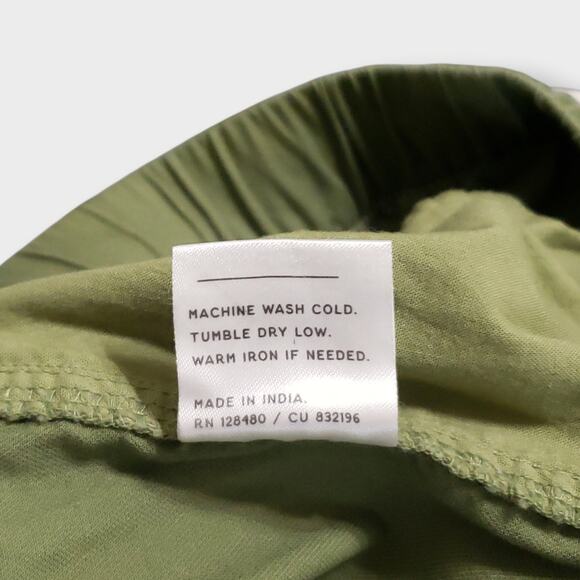 MACHINE WASH COLD.
TUMBLE DRY LOW.
WARM IRON IF NEEDED.
MADE IN INDIA.
RN 128480 / CU 832196